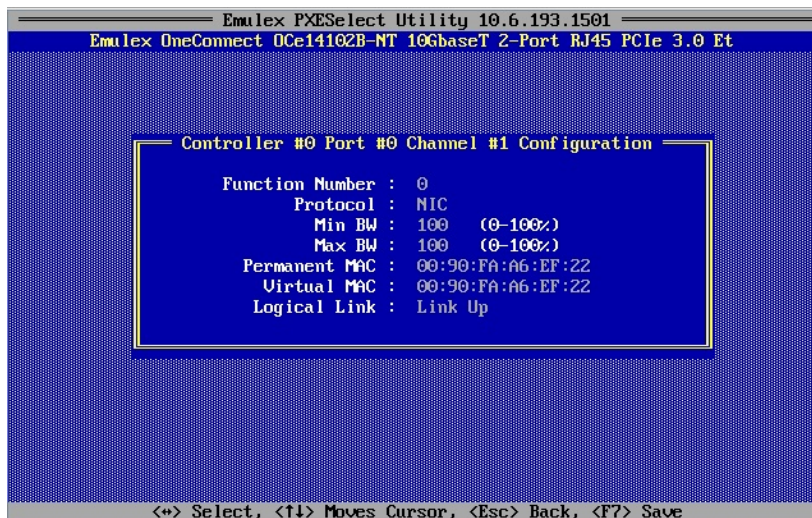 Emulex PXESelect Utility 10.6.193.1501
Emulex OneConnect OCe14102B-NT 10GbaseT 2-Port RJ45 PCIe 3.0 Et
Controller #0 Port #0 Channel #1 Configuration
Function Number : 0
Protocol : NIC
Min BW : 100 (0-100%)
Max BW : 100 (0-100%)
Permanent MAC : 00:90:FA:A6:EF:22
Virtual MAC : 00:90:FA:A6:EF:22
Logical Link : Link Up
<↔> Select, <↑↓> Moves Cursor, <Esc> Back, <F7> Save